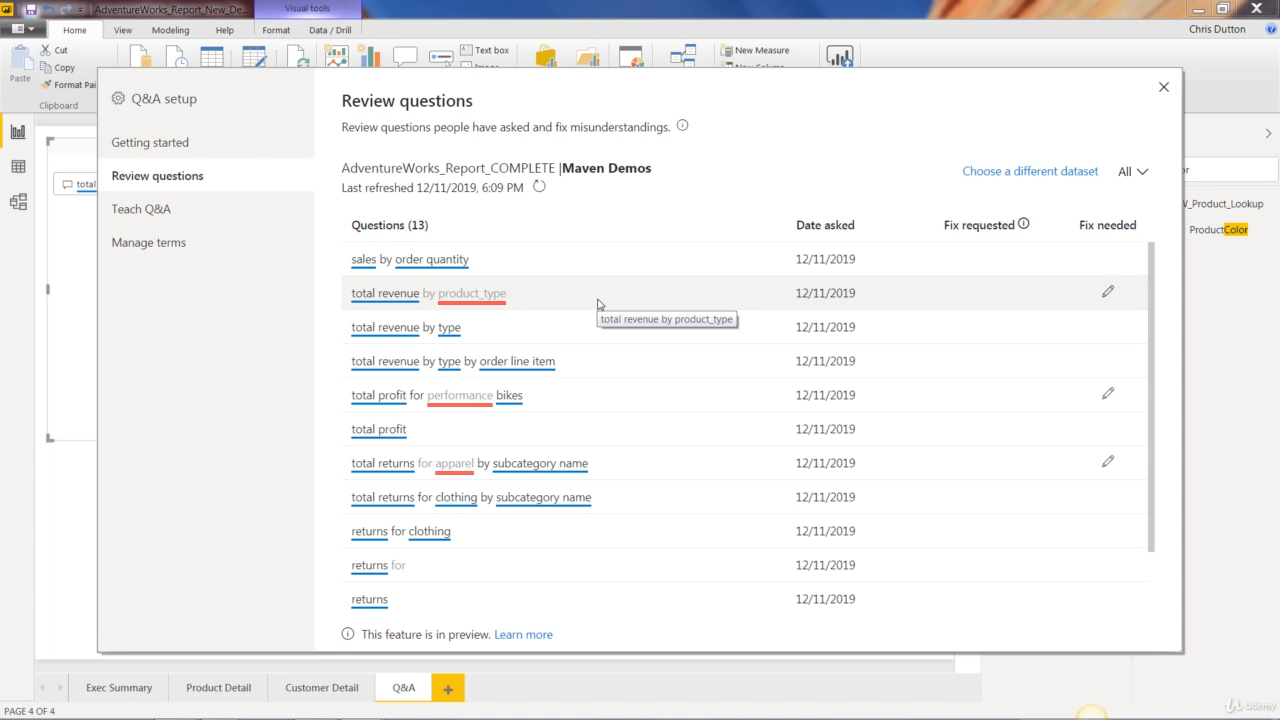 AdventureWorks_Report_New_De...
Visual tools
Home
View
Modeling
Help
Format
Data / Drill
Chris Dutton
Paste
Cut
Copy
Format Pai
Clipboard
Text box
New Measure
Q&A setup
Getting started
Review questions
Teach Q&A
Manage terms
Review questions
Review questions people have asked and fix misunderstandings.
AdventureWorks_Report_COMPLETE |Maven Demos
Last refreshed 12/11/2019, 6:09 PM
Choose a different dataset
All
Questions (13)
Date asked
Fix requested
Fix needed
sales by order quantity
12/11/2019
total revenue by product_type
12/11/2019
total revenue by product_type
total revenue by type
12/11/2019
total revenue by type by order line item
12/11/2019
total profit for performance bikes
12/11/2019
total profit
12/11/2019
total returns for apparel by subcategory name
12/11/2019
total returns for clothing by subcategory name
12/11/2019
returns for clothing
12/11/2019
returns for
12/11/2019
returns
12/11/2019
This feature is in preview. Learn more
total
or
V_Product_Lookup
ProductColor
Exec Summary
Product Detail
Customer Detail
Q&A
PAGE 4 OF 4
Udemy